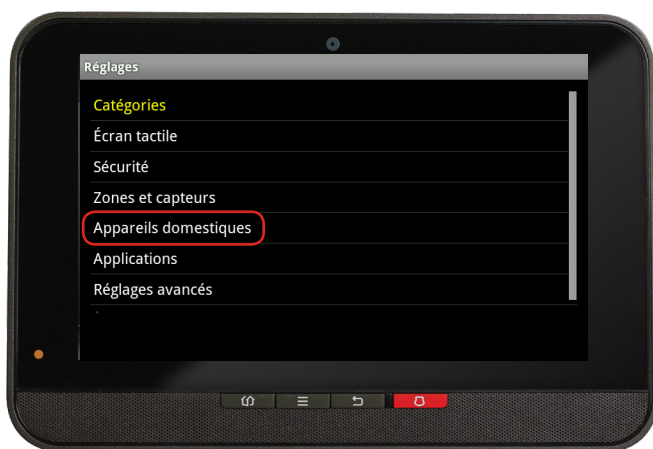 Réglages
Catégories
Écran tactile
Sécurité
Zones et capteurs
Appareils domestiques
Applications
Réglages avancés